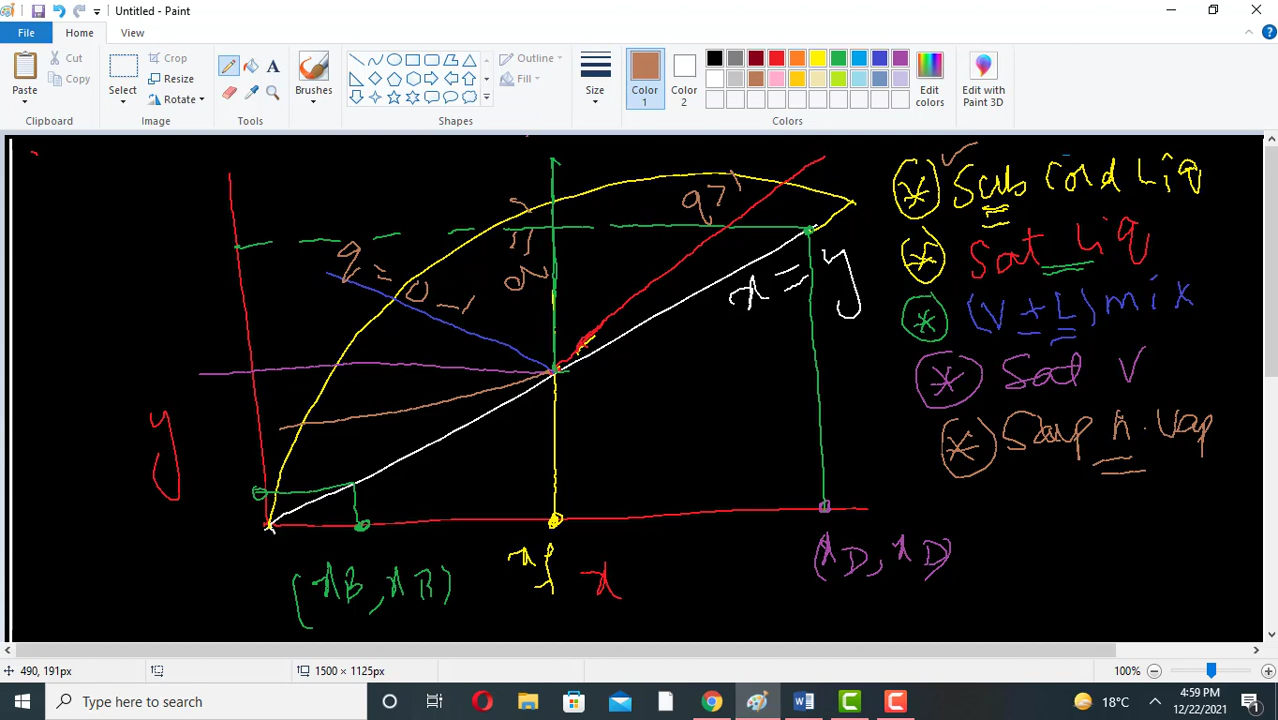 Untitled - Paint
File Home View
Paste
Cut
Copy
Clipboard
Select
Crop
Resize
Rotate
Image
Tools
Brushes
Outline
Fill
Shapes
Size
Color 1
Color 2
Edit colors
Colors
Edit with Paint 3D
Sub Cold Liq
Sat Liq
(V + L) mix
Sat V
Sup h. Vap
q >1
q = 0 - 1
x = y
y
(xB, xB)
xf
x
(xD, xD)
490, 191px
1500 × 1125px
100%
Type here to search
18°C
4:59 PM
12/22/2021